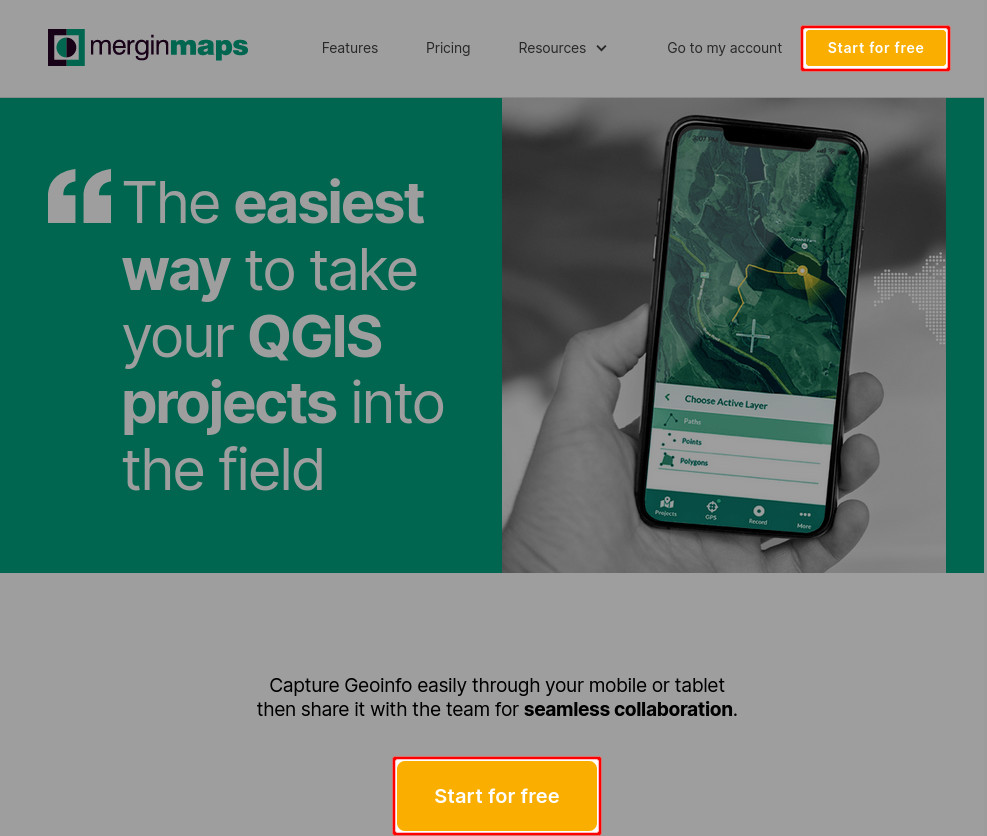 merginmaps
Features
Pricing
Resources
Go to my account
Start for free
“The easiest
way to take
your QGIS
projects into
the field
Choose Active Layer
Paths
Points
Polygons
Projects
GPS
Record
More
Capture Geoinfo easily through your mobile or tablet
then share it with the team for seamless collaboration.
Start for free